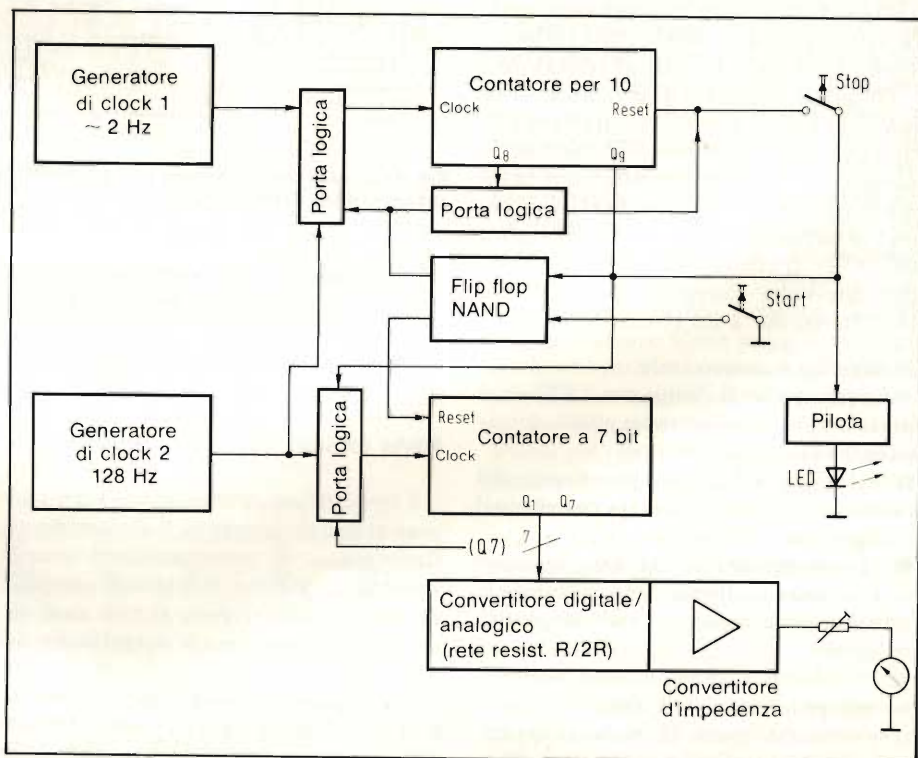 Generatore
di clock 1
~ 2 Hz
Porta logica
Contatore per 10
Clock
Reset
Q8
Q9
Stop
Porta logica
Flip flop
NAND
Start
Generatore
di clock 2
128 Hz
Porta logica
Reset
Clock
Contatore a 7 bit
Q1 Q7
Pilota
LED
(Q7)
7
Convertitore digitale/
analogico
(rete resist. R/2R)
Convertitore
d'impedenza